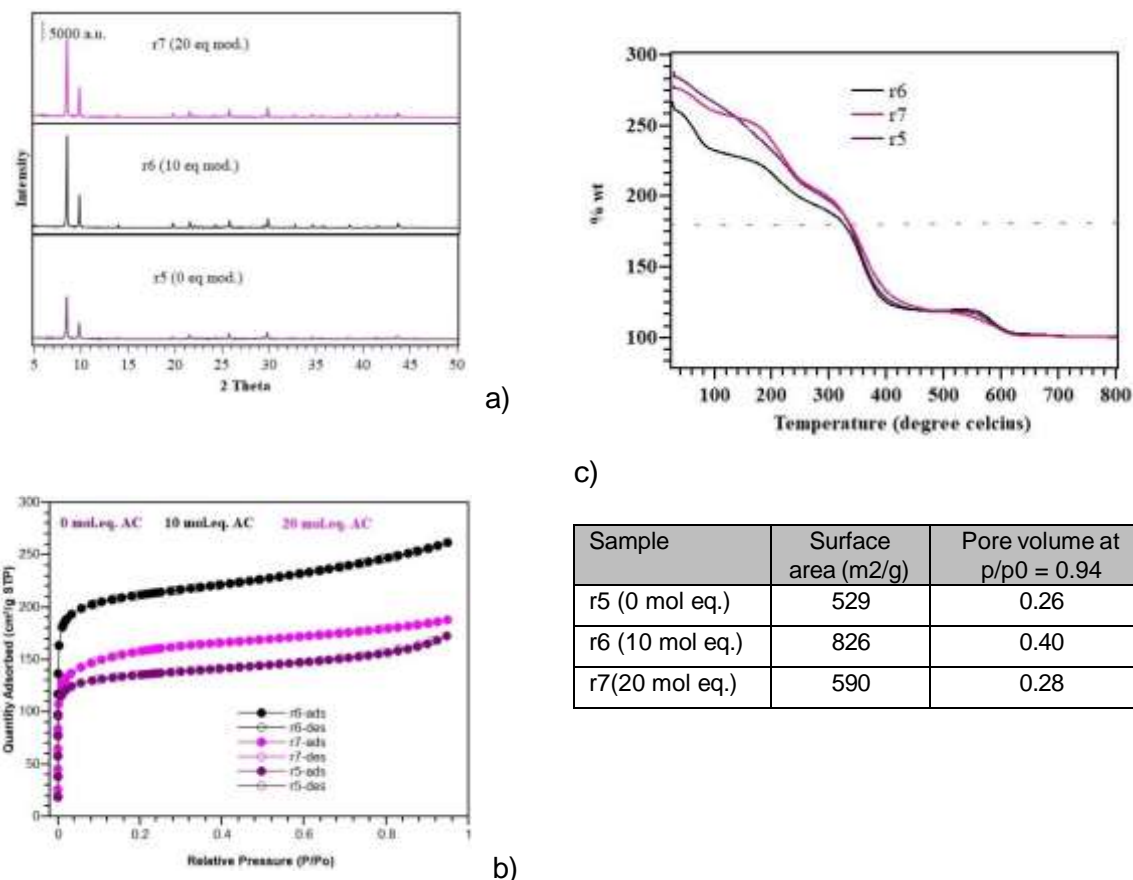 5000 a.u.
r7 (20 eq mod.)
r6 (10 eq mod.)
r5 (0 eq mod.)
Intensity
5 10 15 20 25 30 35 40 45 50
2 Theta
a)
300
250
200
150
100
% wt
r6
r7
r5
100 200 300 400 500 600 700 800
Temperature (degree celcius)
c)
300
250
200
150
100
50
0
Quantity Adsorbed (cm³/g STP)
0 mol.eq. AC 10 mol.eq. AC 20 mol.eq. AC
r6-ads
r6-des
r7-ads
r7-des
r5-ads
r5-des
0 0.2 0.4 0.6 0.8 1
Relative Pressure (P/Po)
b)
Sample Surface area (m2/g) Pore volume at p/p0 = 0.94
r5 (0 mol eq.) 529 0.26
r6 (10 mol eq.) 826 0.40
r7(20 mol eq.) 590 0.28